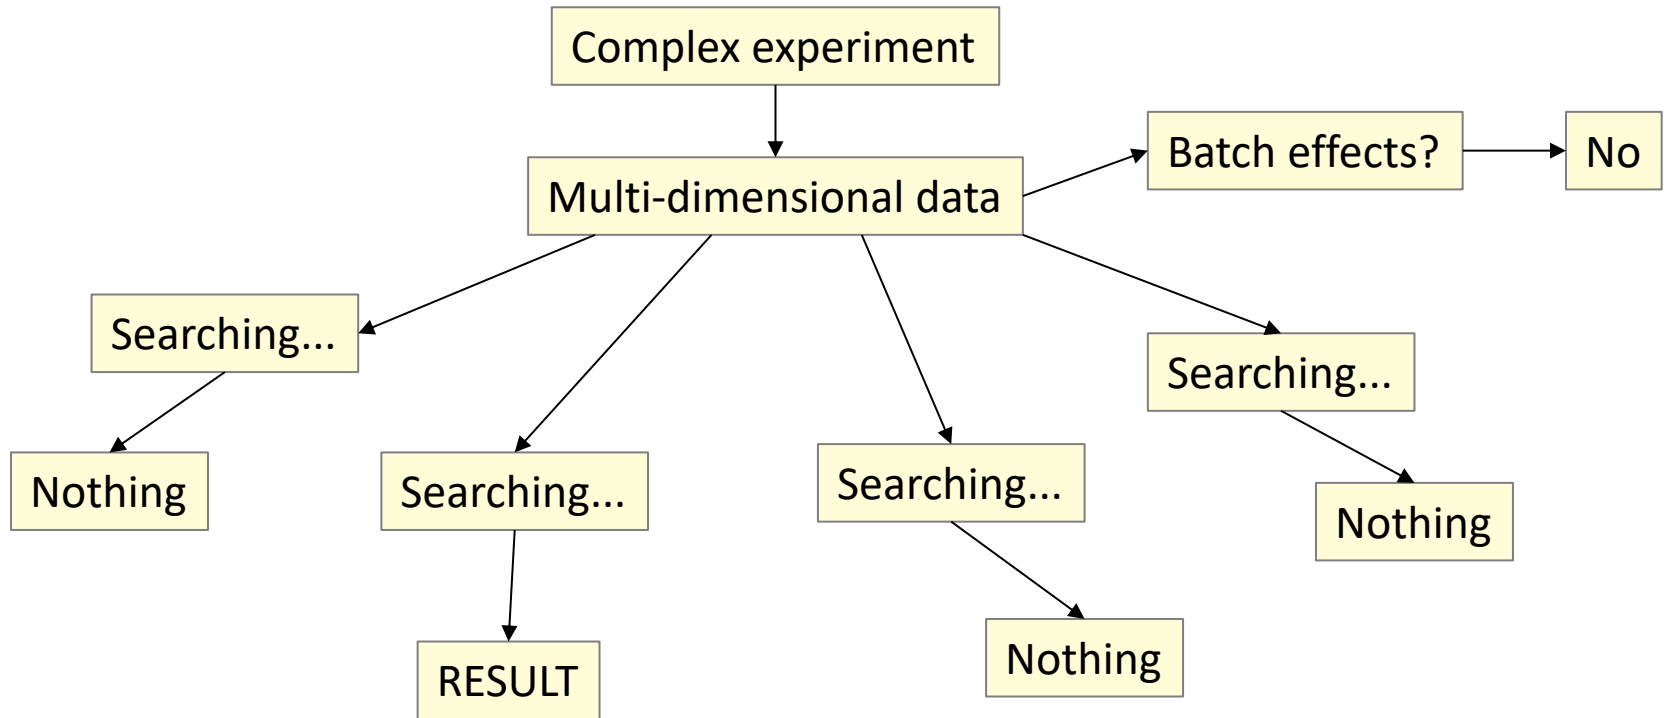 Complex experiment
Batch effects?
No
Multi-dimensional data
Searching...
Searching...
Nothing
Searching...
Searching...
Nothing
Nothing
RESULT